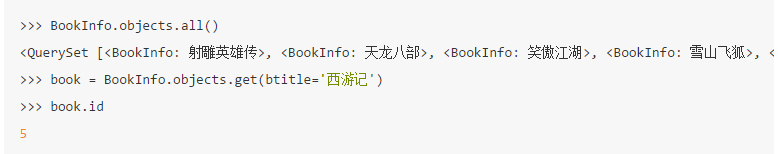 >>> BookInfo.objects.all()
<QuerySet [<BookInfo: 射雕英雄传>, <BookInfo: 天龙八部>, <BookInfo: 笑傲江湖>, <BookInfo: 雪山飞狐>, <
>>> book = BookInfo.objects.get(btitle='西游记')
>>> book.id
5